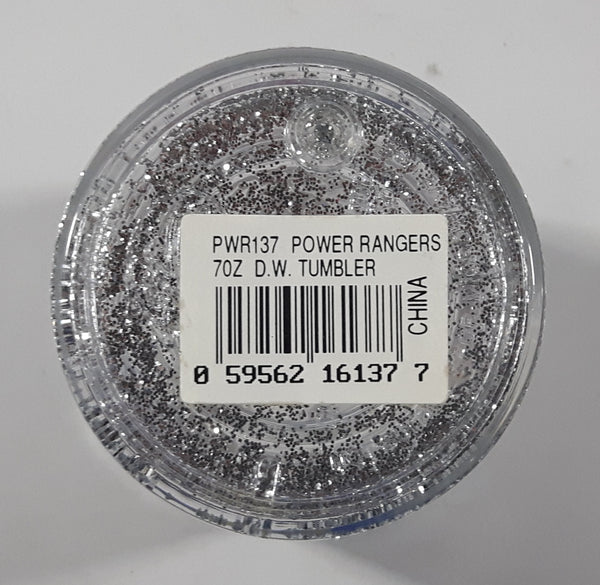 PWR137 POWER RANGERS
7OZ D.W. TUMBLER
CHINA
0 59562 16137 7